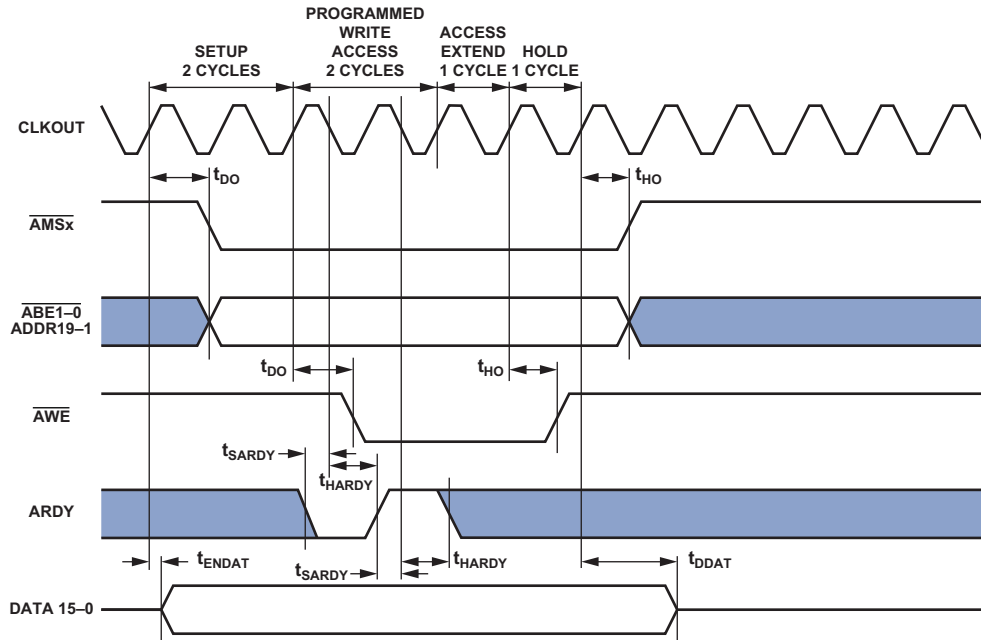 PROGRAMMED
WRITE
ACCESS
2 CYCLES
SETUP
2 CYCLES
ACCESS
EXTEND
1 CYCLE
HOLD
1 CYCLE
CLKOUT
tDO
tHO
AMSx
ABE1–0
ADDR19–1
tDO
tHO
AWE
tSARDY
tHARDY
ARDY
tENDAT
tSARDY
tHARDY
tDDAT
DATA 15–0